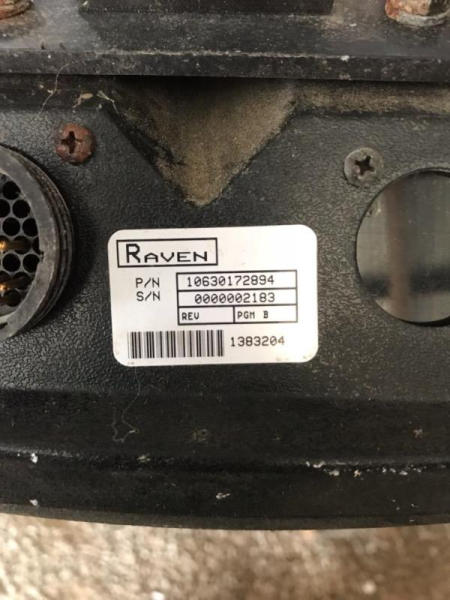 RAVEN
P/N 10630172894
S/N 0000002183
REV PGM B
1383204